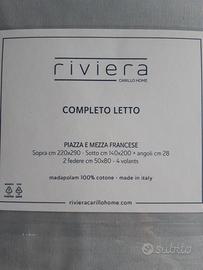 riviera
CARILLO HOME
COMPLETO LETTO
PIAZZA E MEZZA FRANCESE
Sopra cm 220x290 - Sotto cm 140x200 + angoli cm 28
2 federe cm 50x80 - 4 volants
madapolam 100% cotone - made in italy
rivieracarillohome.com
subito